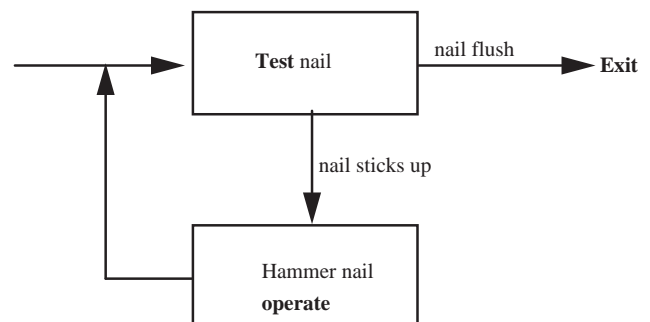 Test nail
nail flush
Exit
nail sticks up
Hammer nail
operate